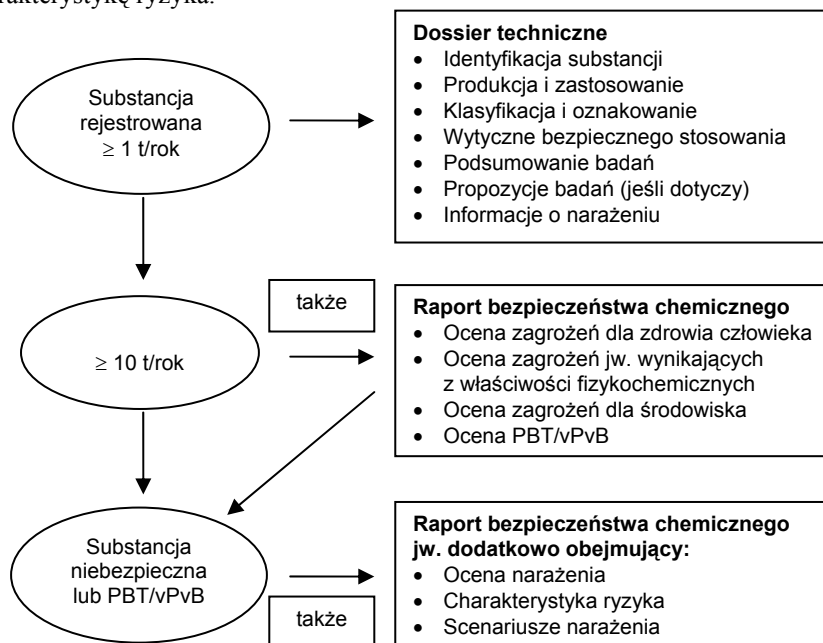 Dossier techniczne
• Identyfikacja substancji
• Produkcja i zastosowanie
• Klasyfikacja i oznakowanie
• Wytyczne bezpiecznego stosowania
• Podsumowanie badań
• Propozycje badań (jeśli dotyczy)
• Informacje o narażeniu
Substancja
rejestrowana
≥ 1 t/rok
także
≥ 10 t/rok
Raport bezpieczeństwa chemicznego
• Ocena zagrożeń dla zdrowia człowieka
• Ocena zagrożeń jw. wynikających
z właściwości fizykochemicznych
• Ocena zagrożeń dla środowiska
• Ocena PBT/vPvB
Substancja
niebezpieczna
lub PBT/vPvB
także
Raport bezpieczeństwa chemicznego
jw. dodatkowo obejmujący:
• Ocena narażenia
• Charakterystyka ryzyka
• Scenariusze narażenia